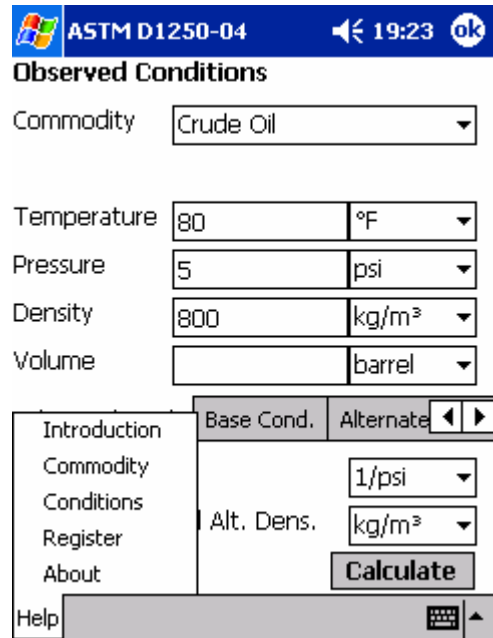 ASTM D1250-04 19:23 ok
Observed Conditions
Commodity Crude Oil
Temperature 80 °F
Pressure 5 psi
Density 800 kg/m³
Volume barrel
Base Cond. Alternate
Introduction
Commodity 1/psi
Conditions
Alt. Dens. kg/m³
Register
About Calculate
Help